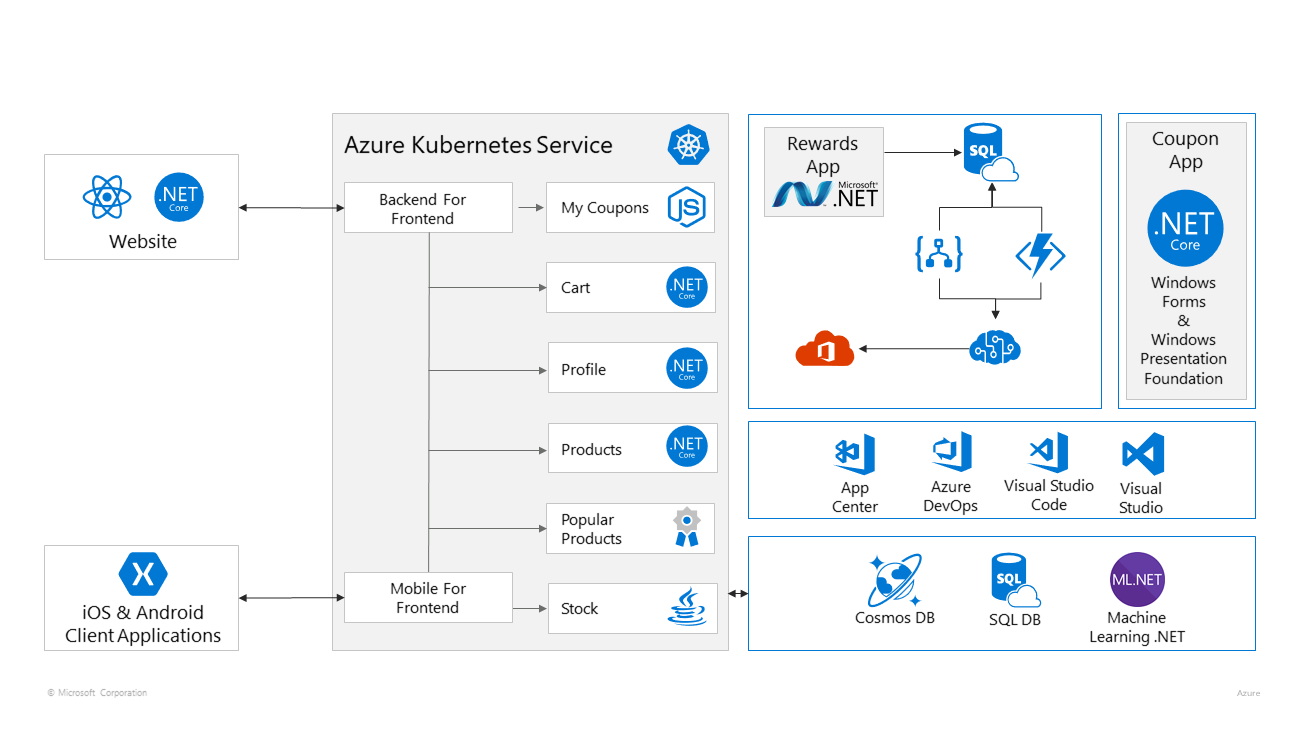 Azure Kubernetes Service
.NET
Core
Website
Backend For
Frontend
My Coupons
JS
Cart
.NET
Core
Profile
.NET
Core
Products
.NET
Core
Popular
Products
Mobile For
Frontend
Stock
X
iOS & Android
Client Applications
Rewards
App
Microsoft®
.NET
SQL
Coupon
App
.NET
Core
Windows
Forms
&
Windows
Presentation
Foundation
App
Center
Azure
DevOps
Visual Studio
Code
Visual
Studio
Cosmos DB
SQL
SQL DB
ML.NET
Machine
Learning .NET
© Microsoft Corporation
Azure